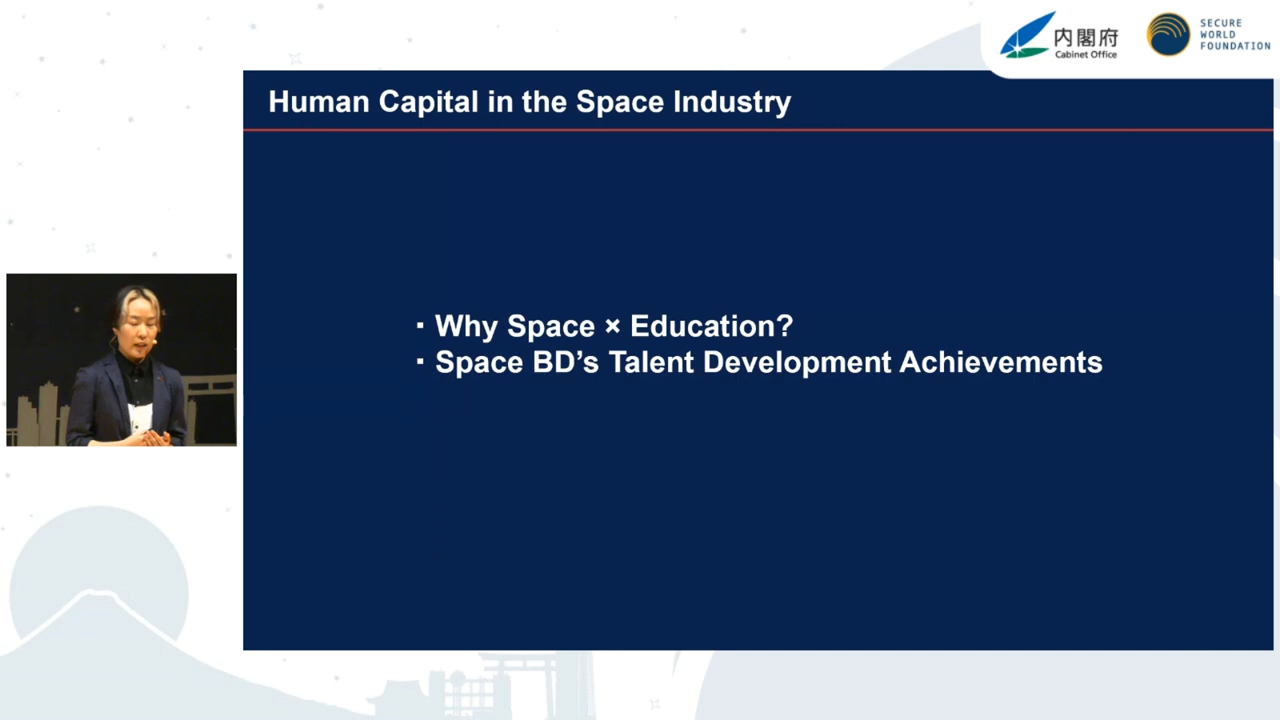 内閣府
Cabinet Office
SECURE
WORLD
FOUNDATION
Human Capital in the Space Industry
▪ Why Space × Education?
▪ Space BD’s Talent Development Achievements